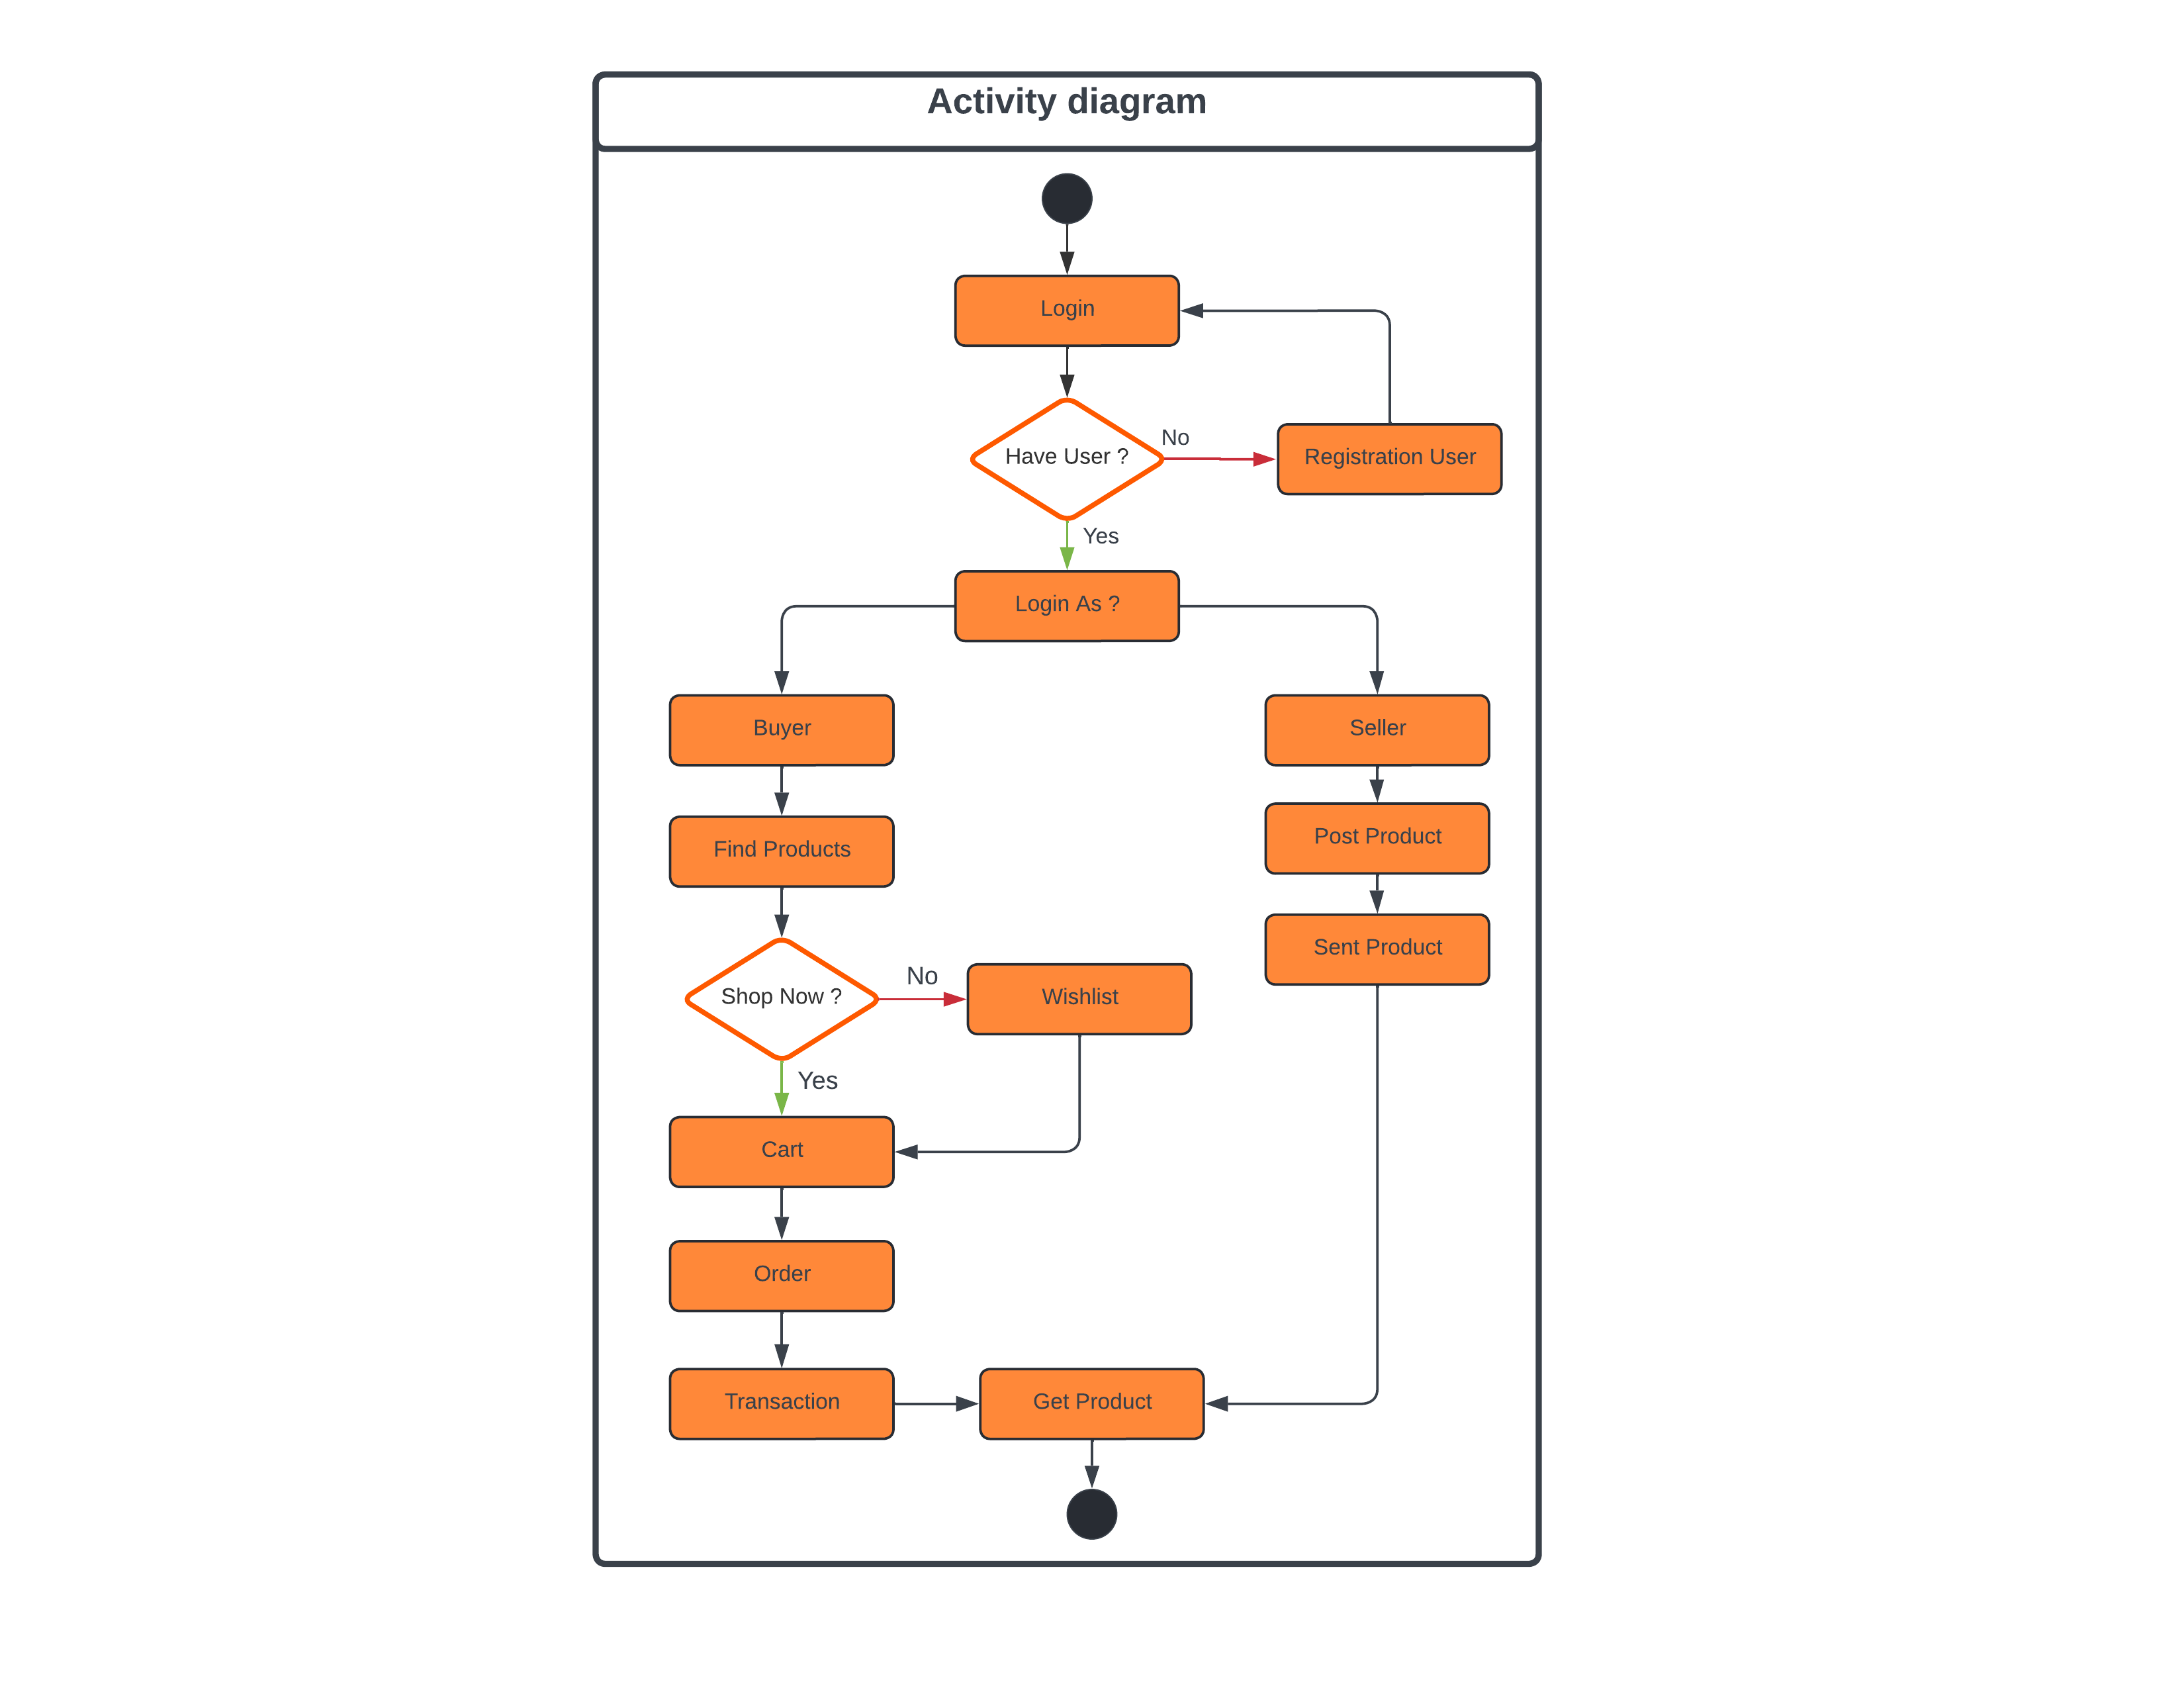 Activity diagram
Login
Have User ?
No
Registration User
Yes
Login As ?
Buyer
Seller
Find Products
Post Product
Sent Product
Shop Now ?
No
Wishlist
Yes
Cart
Order
Transaction
Get Product